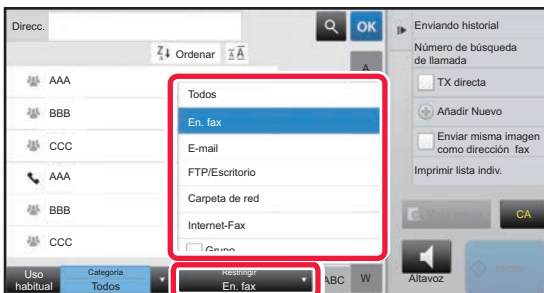 Direcc.
OK
Ordenar
AAA
BBB
CCC
AAA
BBB
CCC
A
Todos
En. fax
E-mail
FTP/Escritorio
Carpeta de red
Internet-Fax
Grupo
Uso
habitual
Categoría
Todos
Restringir
En. fax
ABC
W
Enviando historial
Número de búsqueda
de llamada
TX directa
Añadir Nuevo
Enviar misma imagen
como dirección fax
Imprimir lista indiv.
CA
Altavoz